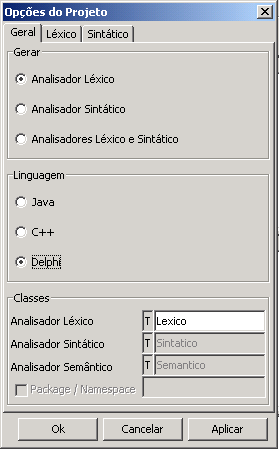 Opções do Projeto
Geral Léxico Sintático
Gerar
Analisador Léxico
Analisador Sintático
Analisadores Léxico e Sintático
Linguagem
Java
C++
Delphi
Classes
Analisador Léxico T Lexico
Analisador Sintático T Sintatico
Analisador Semântico T Semantico
Package / Namespace
Ok Cancelar Aplicar